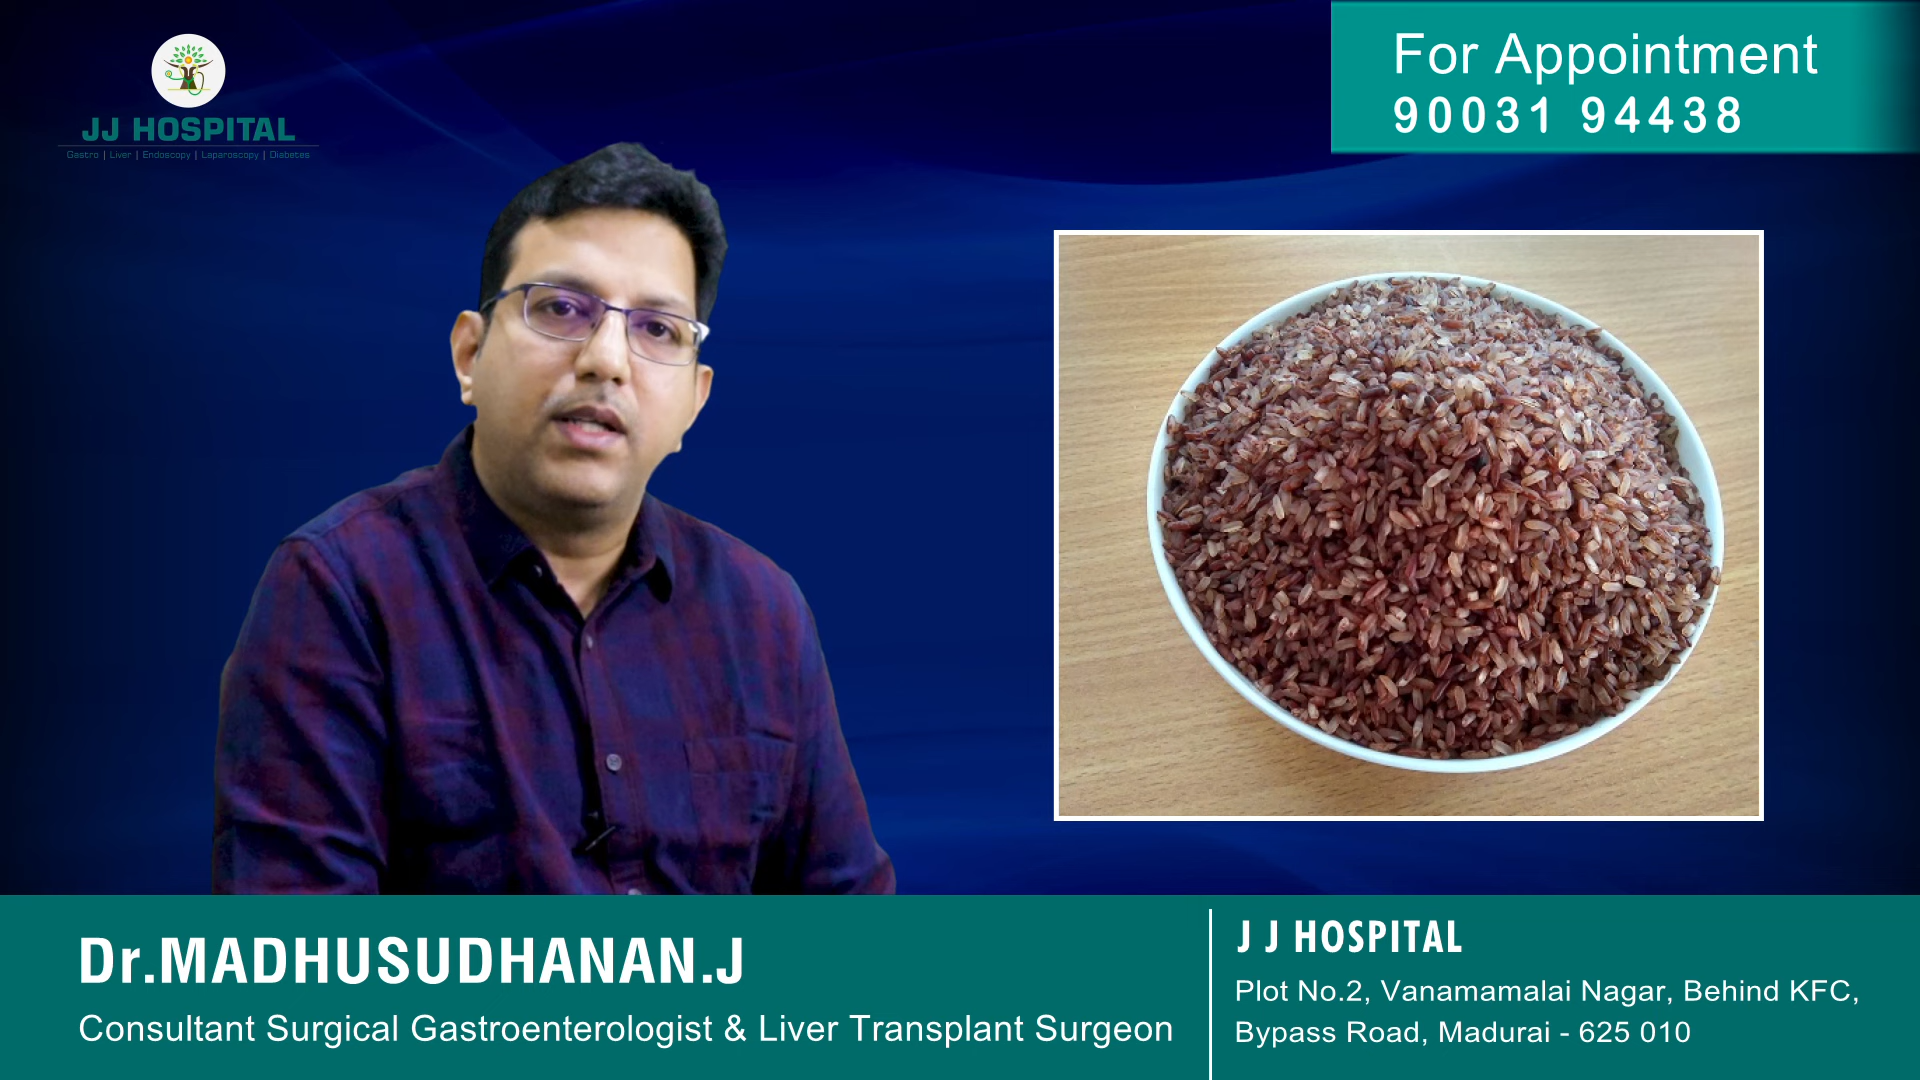 JJ HOSPITAL
Gastro | Liver | Endoscopy | Laparoscopy | Diabetes
For Appointment
90031 94438
Dr.MADHUSUDHANAN.J
Consultant Surgical Gastroenterologist & Liver Transplant Surgeon
J J HOSPITAL
Plot No.2, Vanamamalai Nagar, Behind KFC,
Bypass Road, Madurai - 625 010